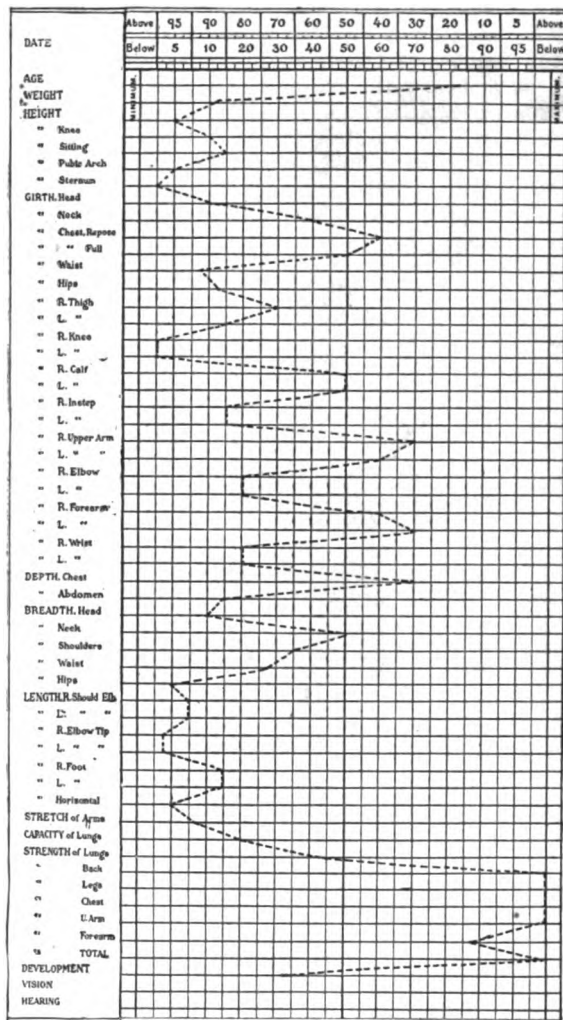 Above 95 90 80 70 60 50 40 30 20 10 5 Above
DATE
Below 5 10 20 30 40 50 60 70 80 90 95 Below
MINIMUM.
MAXIMUM.
AGE
WEIGHT
HEIGHT
" Knee
" Sitting
" Pubic Arch
" Sternum
GIRTH. Head
" Neck
" Chest, Repose
" " Full
" Waist
" Hips
" R. Thigh
" L. "
" R. Knee
" L. "
" R. Calf
" L. "
" R. Instep
" L. "
" R. Upper Arm
" L. " "
" R. Elbow
" L. "
" R. Forearm
" L. "
" R. Wrist
" L. "
DEPTH. Chest
" Abdomen
BREADTH. Head
" Neck
" Shoulders
" Waist
" Hips
LENGTH, R. Should Elb
" L. " "
" R. Elbow Tip
" L. " "
" R. Foot
" L. "
" Horizontal
STRETCH of Arms
CAPACITY of Lungs
STRENGTH of Lungs
" Back
" Legs
" Chest
" U. Arm
" Forearm
" TOTAL
DEVELOPMENT
VISION
HEARING